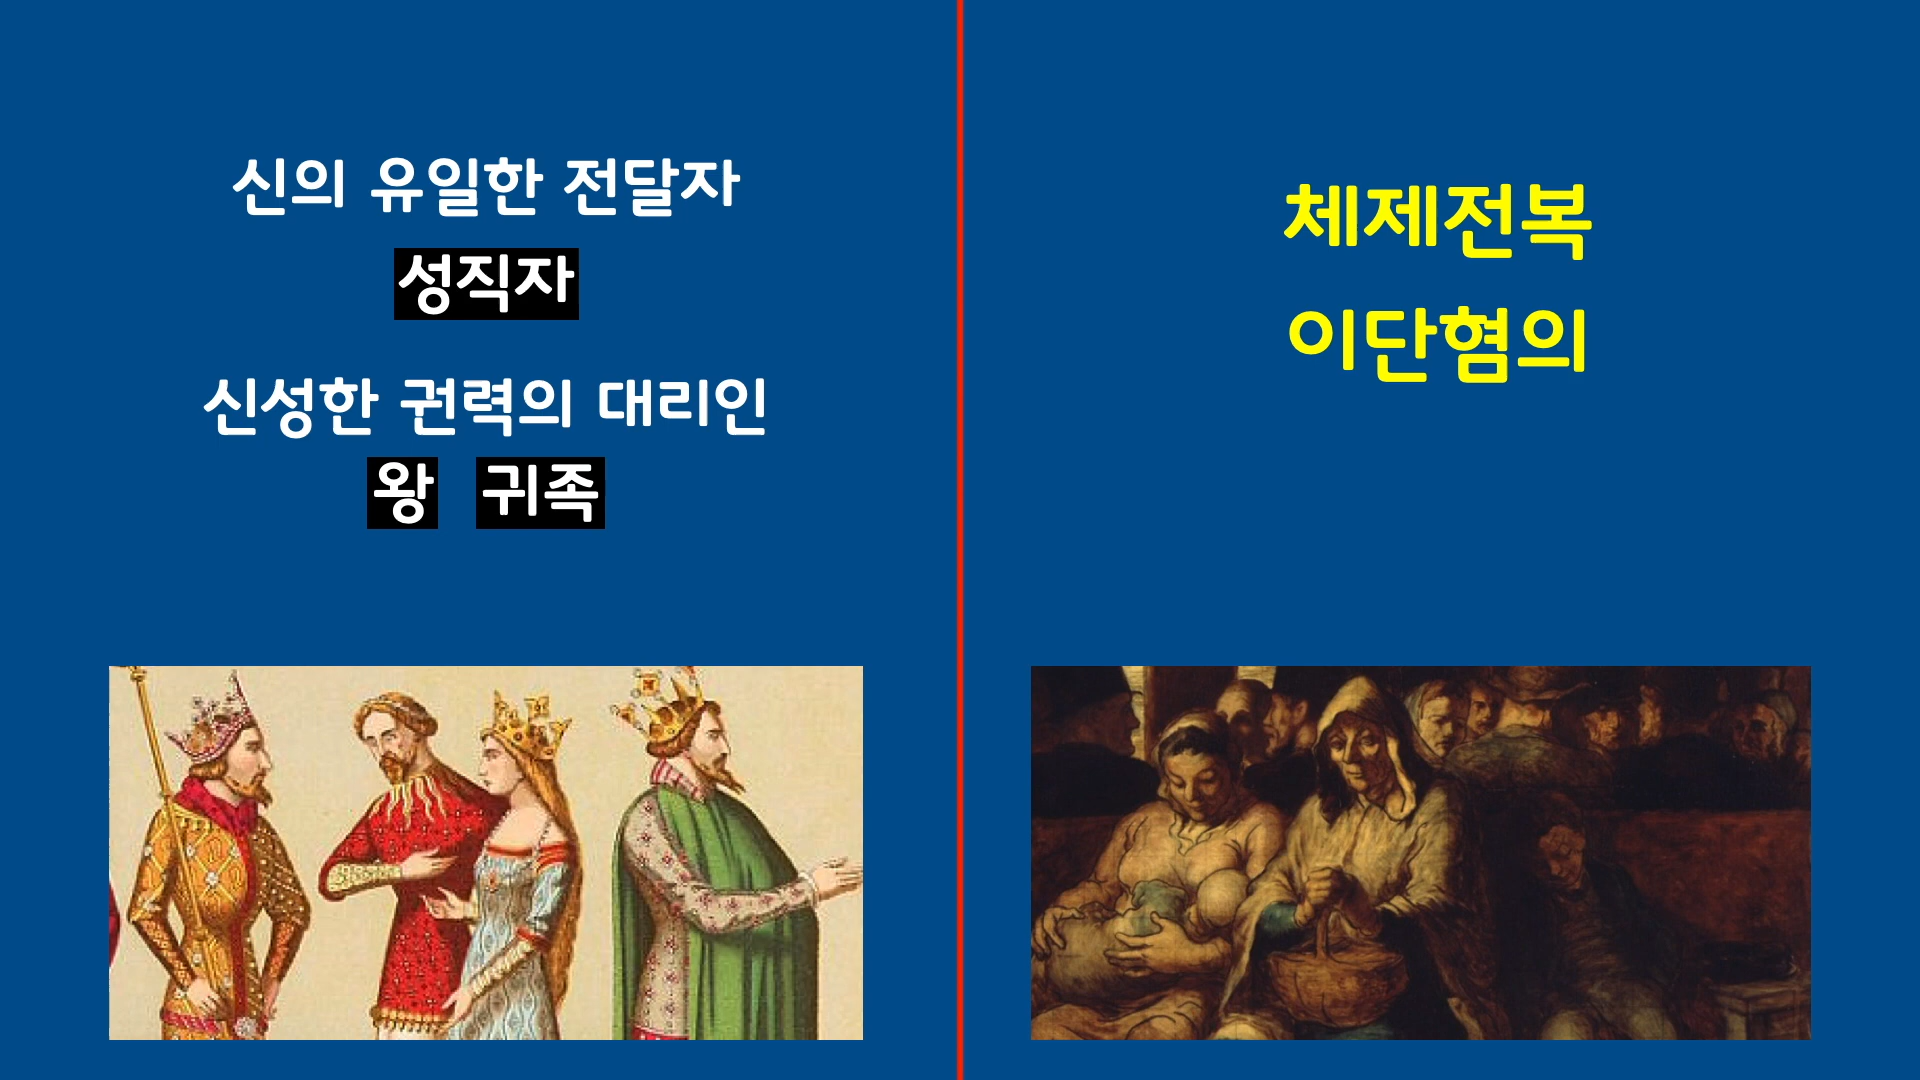 신의 유일한 전달자
성직자
신성한 권력의 대리인
왕 귀족
체제전복
이단혐의